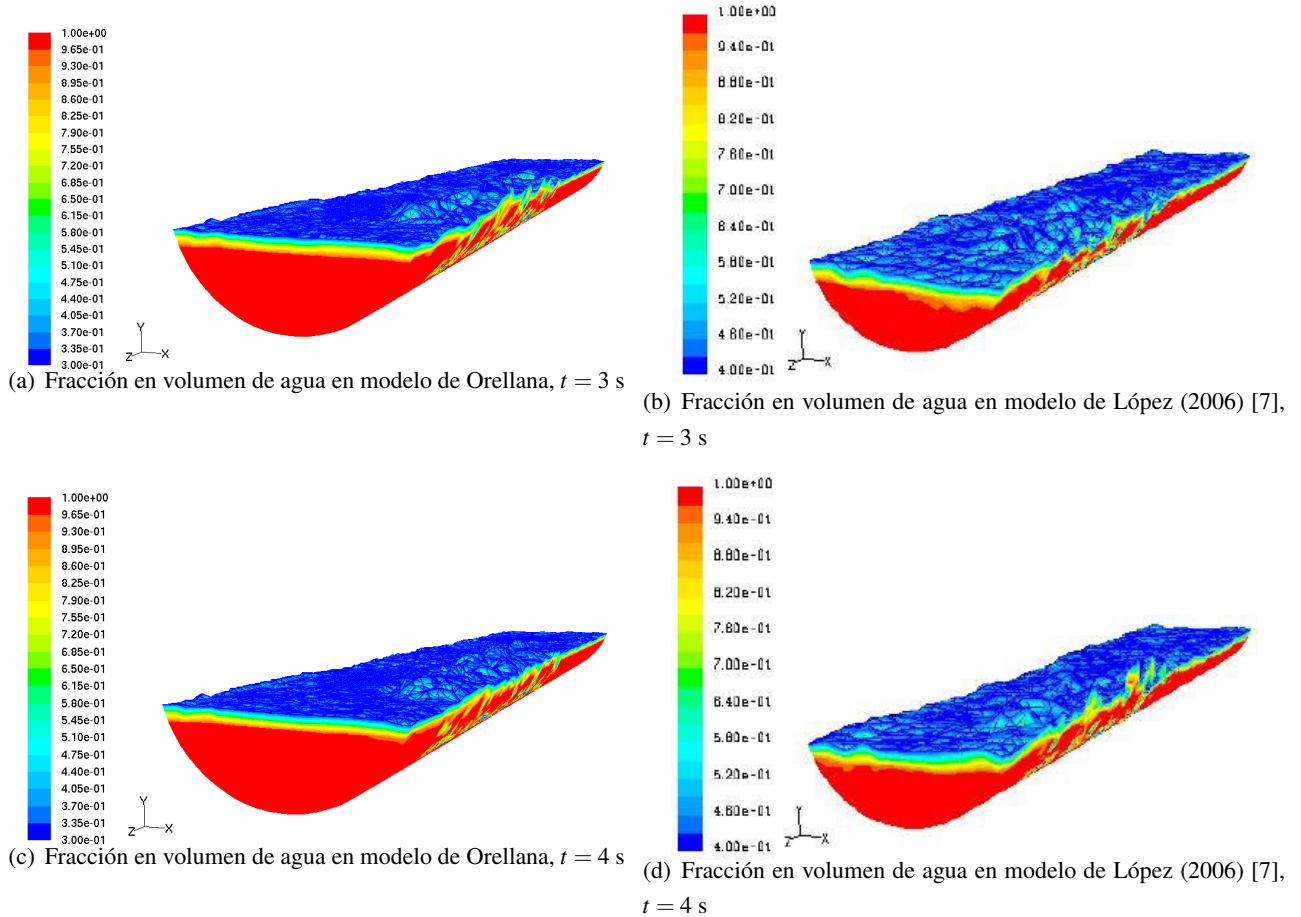 1.00e+00
9.65e-01
9.30e-01
8.95e-01
8.60e-01
8.25e-01
7.90e-01
7.55e-01
7.20e-01
6.85e-01
6.50e-01
6.15e-01
5.80e-01
5.45e-01
5.10e-01
4.75e-01
4.40e-01
4.05e-01
3.70e-01
3.35e-01
3.00e-01
Y
Z
X
(a) Fracción en volumen de agua en modelo de Orellana, t = 3 s
1.00e+00
9.40e-01
8.80e-01
8.20e-01
7.60e-01
7.00e-01
6.40e-01
5.80e-01
5.20e-01
4.60e-01
4.00e-01
Y
Z
X
(b) Fracción en volumen de agua en modelo de López (2006) [7],
t = 3 s
1.00e+00
9.65e-01
9.30e-01
8.95e-01
8.60e-01
8.25e-01
7.90e-01
7.55e-01
7.20e-01
6.85e-01
6.50e-01
6.15e-01
5.80e-01
5.45e-01
5.10e-01
4.75e-01
4.40e-01
4.05e-01
3.70e-01
3.35e-01
3.00e-01
Y
Z
X
(c) Fracción en volumen de agua en modelo de Orellana, t = 4 s
1.00e+00
9.40e-01
8.80e-01
8.20e-01
7.60e-01
7.00e-01
6.40e-01
5.80e-01
5.20e-01
4.60e-01
4.00e-01
Y
Z
X
(d) Fracción en volumen de agua en modelo de López (2006) [7],
t = 4 s